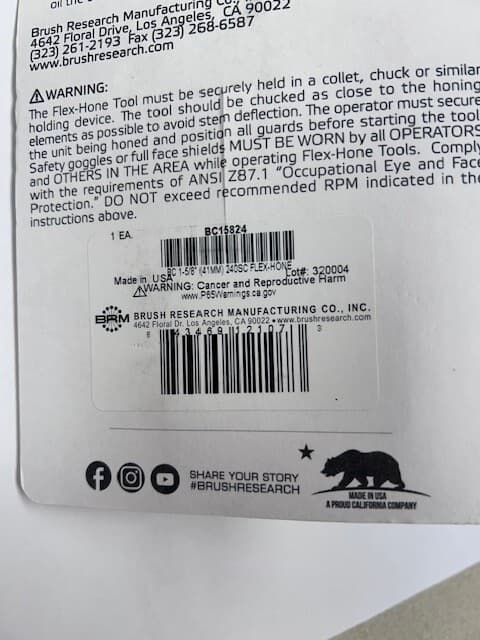 Brush Research Manufacturing
4642 Floral Drive, Los Angeles, CA 90022
(323) 261-2193 Fax (323) 268-6587
www.brushresearch.com
WARNING:
The Flex-Hone Tool must be securely held in a collet, chuck or similar
holding device. The tool should be chucked as close to the honing
elements as possible to avoid stem deflection. The operator must secure
the unit being honed and position all guards before starting the tool
Safety goggles or full face shields MUST BE WORN by all OPERATORS
and OTHERS IN THE AREA while operating Flex-Hone Tools. Comply
with the requirements of ANSI Z87.1 "Occupational Eye and Face
Protection." DO NOT exceed recommended RPM indicated in the
instructions above.
1 EA. BC15824
BC 1-5/8" (41MM) 240SC FLEX-HONE
Made in USA Lot#: 320004
WARNING: Cancer and Reproductive Harm
www.P65Warnings.ca.gov
BRM BRUSH RESEARCH MANUFACTURING CO., INC.
4642 Floral Dr. Los Angeles, CA 90022 • www.brushresearch.com
6 43469 12107 3
SHARE YOUR STORY
#BRUSHRESEARCH
MADE IN USA
A PROUD CALIFORNIA COMPANY